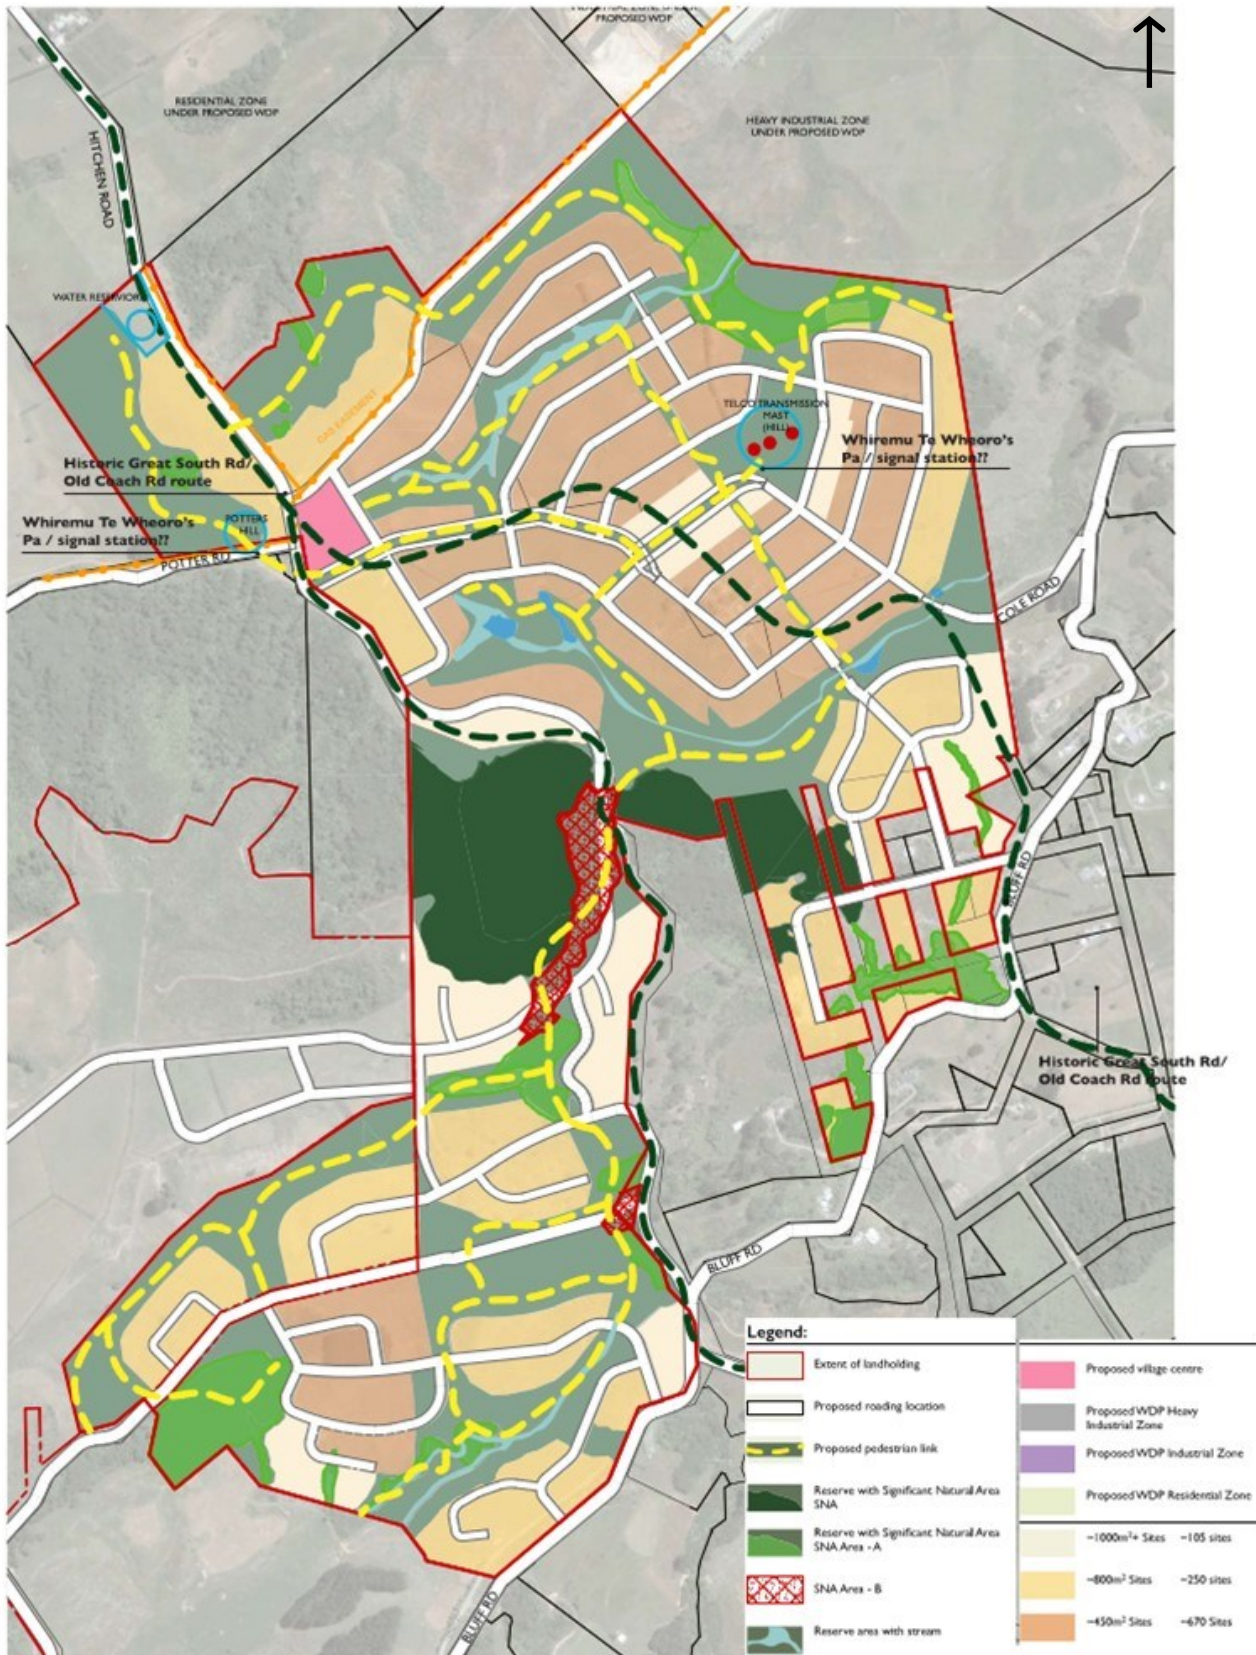 INDUSTRIAL ZONE UNDER
PROPOSED WDP
RESIDENTIAL ZONE
UNDER PROPOSED WDP
HEAVY INDUSTRIAL ZONE
UNDER PROPOSED WDP
HITCHEN ROAD
WATER RESERVIOR
GAS EASEMENT
TELCO TRANSMISSION
MAST
(HILL)
Whiremu Te Wheoro's
Pa / signal station??
Historic Great South Rd/
Old Coach Rd route
Whiremu Te Wheoro's
Pa / signal station??
POTTERS
HILL
POTTER RD
COLE ROAD
BLUFF RD
Historic Great South Rd/
Old Coach Rd route
BLUFF RD
BLUFF RD
Legend:
Extent of landholding
Proposed roading location
Proposed pedestrian link
Reserve with Significant Natural Area
SNA
Reserve with Significant Natural Area
SNA Area - A
SNA Area - B
Reserve area with stream
Proposed village centre
Proposed WDP Heavy
Industrial Zone
Proposed WDP Industrial Zone
Proposed WDP Residential Zone
~1000m²+ Sites ~105 sites
~800m² Sites ~250 sites
~450m² Sites ~670 Sites